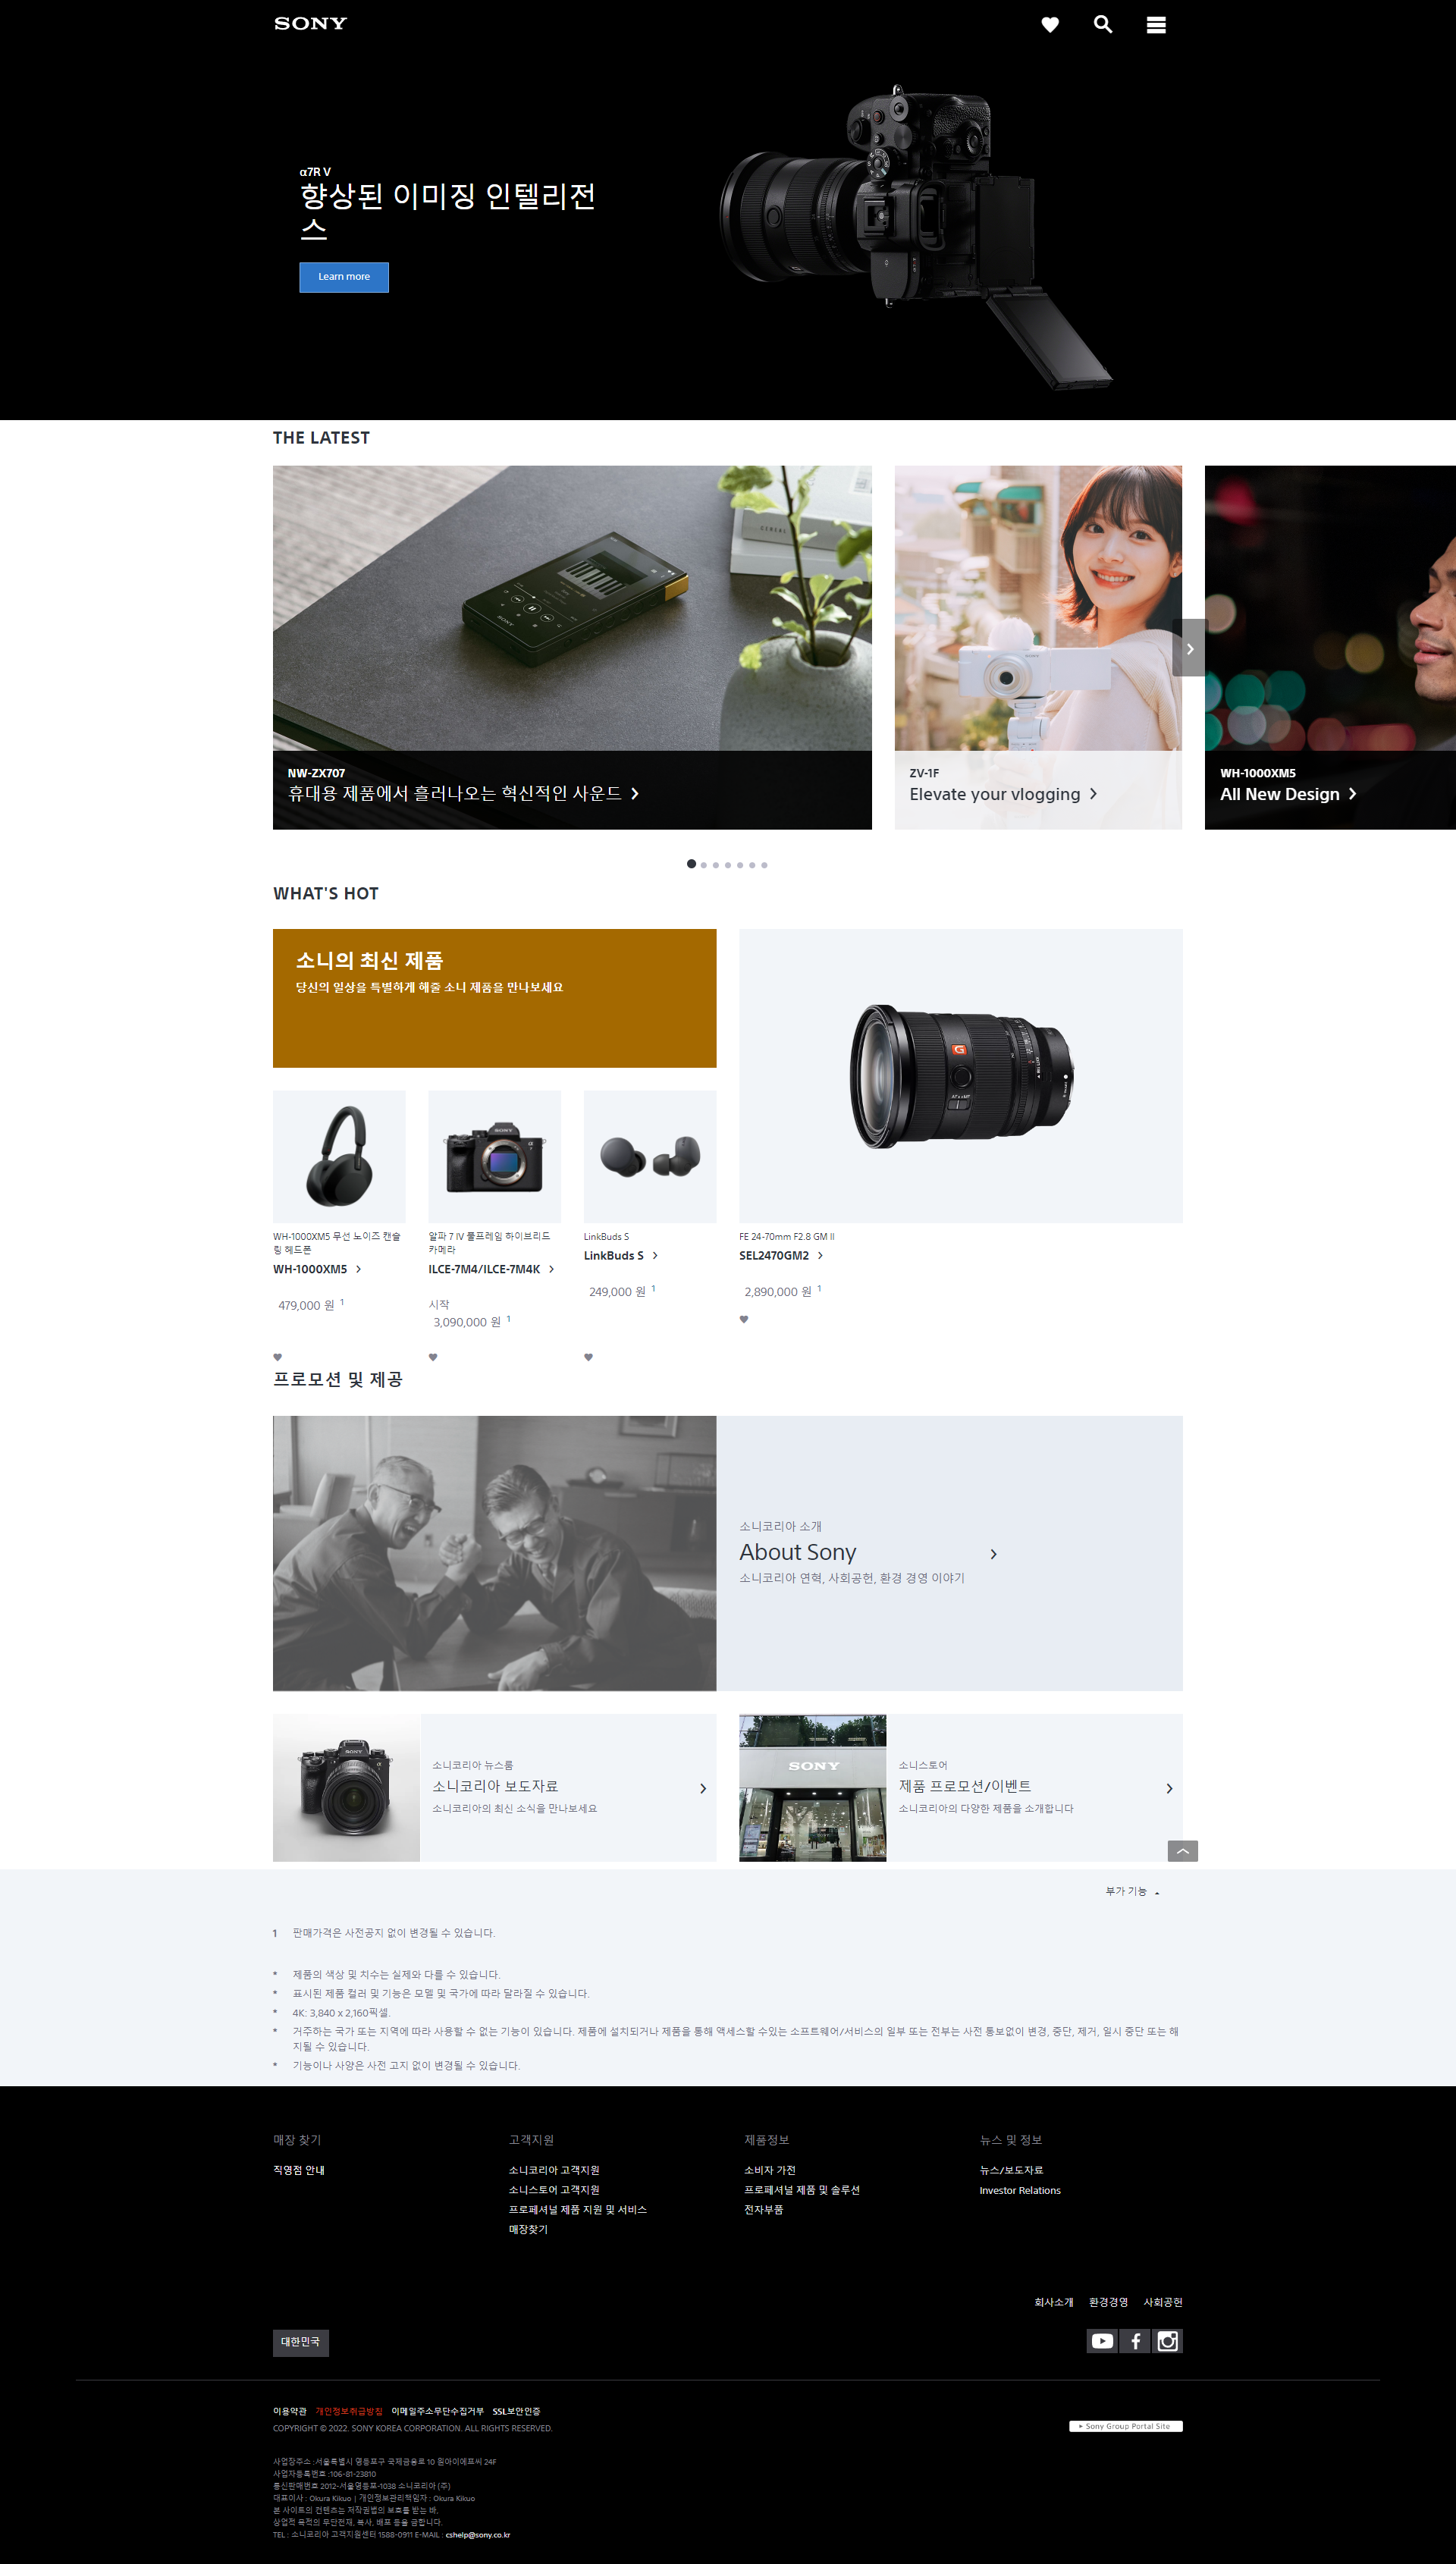 SONY
α7R V
향상된 이미징 인텔리전
스
Learn more
THE LATEST
NW-ZX707
휴대용 제품에서 흘러나오는 혁신적인 사운드
ZV-1F
Elevate your vlogging
WH-1000XM5
All New Design
WHAT'S HOT
소니의 최신 제품
당신의 일상을 특별하게 해줄 소니 제품을 만나보세요
WH-1000XM5 무선 노이즈 캔슬
링 헤드폰
WH-1000XM5
479,000 원 1
알파 7 IV 풀프레임 하이브리드
카메라
ILCE-7M4/ILCE-7M4K
시작
3,090,000 원 1
LinkBuds S
LinkBuds S
249,000 원 1
FE 24-70mm F2.8 GM II
SEL2470GM2
2,890,000 원 1
프로모션 및 제공
소니코리아 소개
About Sony
소니코리아 연혁, 사회공헌, 환경 경영 이야기
SONY
소니코리아 뉴스룸
소니코리아 보도자료
소니코리아의 최신 소식을 만나보세요
SONY
소니스토어
제품 프로모션/이벤트
소니코리아의 다양한 제품을 소개합니다
부가 기능
1 판매가격은 사전공지 없이 변경될 수 있습니다.
* 제품의 색상 및 치수는 실제와 다를 수 있습니다.
* 표시된 제품 컬러 및 기능은 모델 및 국가에 따라 달라질 수 있습니다.
* 4K: 3,840 x 2,160픽셀.
* 거주하는 국가 또는 지역에 따라 사용할 수 없는 기능이 있습니다. 제품에 설치되거나 제품을 통해 액세스할 수있는 소프트웨어/서비스의 일부 또는 전부는 사전 통보없이 변경, 중단, 제거, 일시 중단 또는 해
지될 수 있습니다.
* 기능이나 사양은 사전 고지 없이 변경될 수 있습니다.
매장 찾기
직영점 안내
고객지원
소니코리아 고객지원
소니스토어 고객지원
프로페셔널 제품 지원 및 서비스
매장찾기
제품정보
소비자 가전
프로페셔널 제품 및 솔루션
전자부품
뉴스 및 정보
뉴스/보도자료
Investor Relations
회사소개 환경경영 사회공헌
대한민국
이용약관 개인정보취급방침 이메일주소무단수집거부 SSL보안인증
COPYRIGHT © 2022. SONY KOREA CORPORATION. ALL RIGHTS RESERVED.
Sony Group Portal Site
사업장주소 :서울특별시 영등포구 국제금융로 10 원아이에프씨 24F
사업자등록번호 :106-81-23810
통신판매번호 2012-서울영등포-1038 소니코리아 (주)
대표이사 : Okura Kikuo | 개인정보관리책임자 : Okura Kikuo
본 사이트의 컨텐츠는 저작권법의 보호를 받는 바,
상업적 목적의 무단전재, 복사, 배포 등을 금합니다.
TEL : 소니코리아 고객지원센터 1588-0911 E-MAIL : cshelp@sony.co.kr